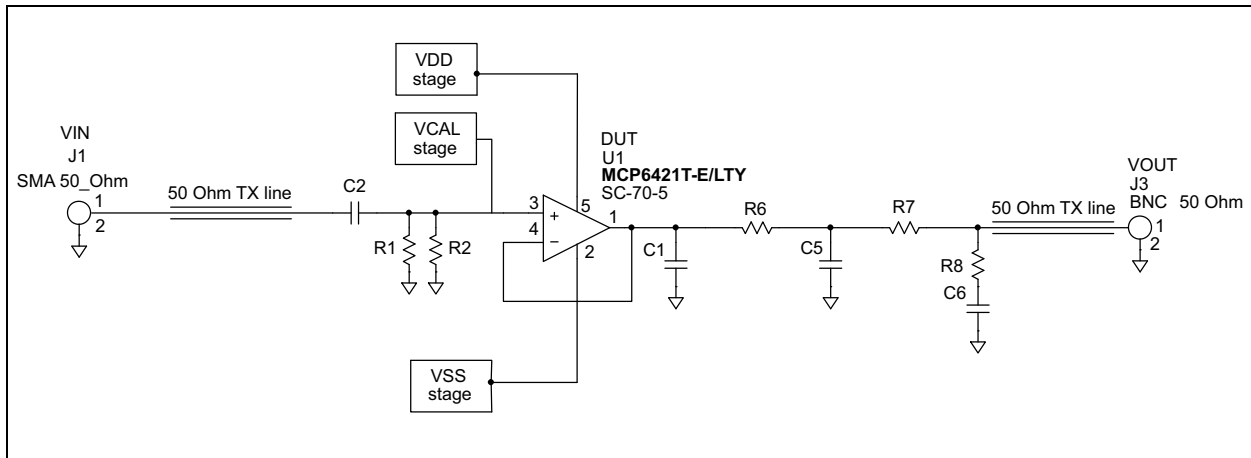 VDD
stage
VCAL
stage
VIN
J1
SMA 50_Ohm
1
2
50 Ohm TX line
C2
R1
R2
3
+
4
−
5
2
1
DUT
U1
MCP6421T-E/LTY
SC-70-5
C1
R6
C5
R7
R8
C6
50 Ohm TX line
VOUT
J3
BNC 50 Ohm
1
2
VSS
stage